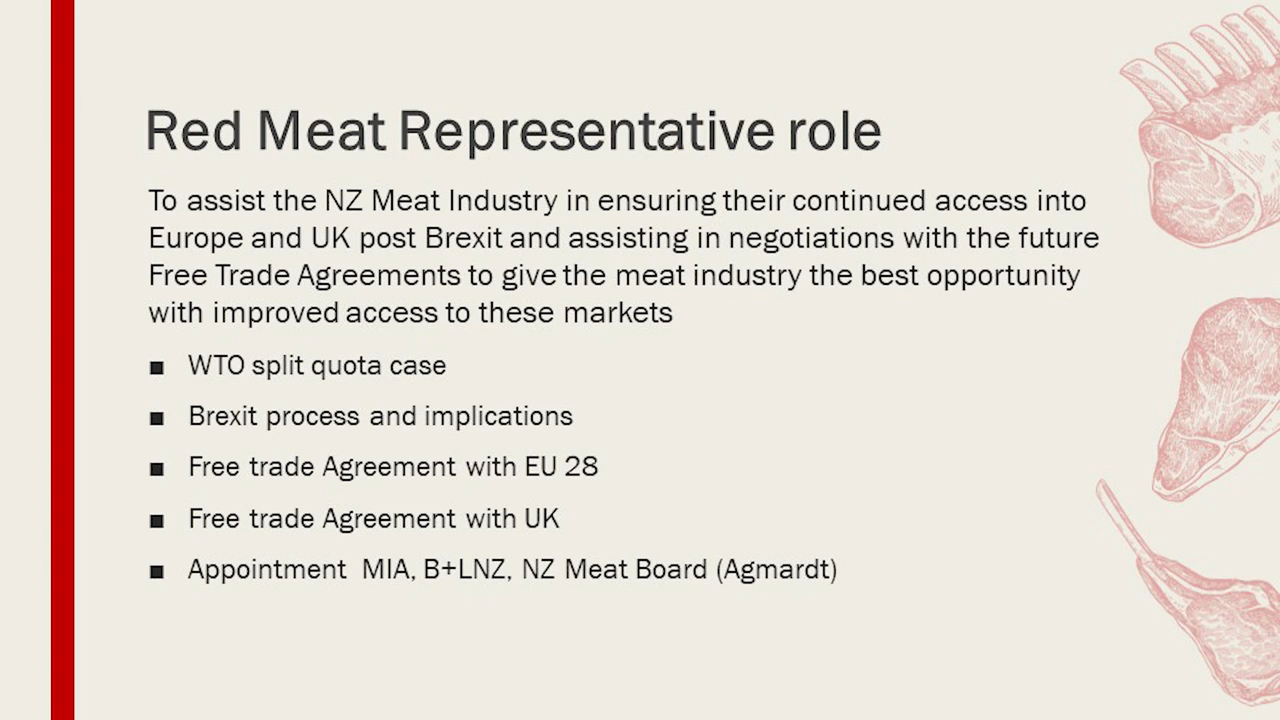 Red Meat Representative role
To assist the NZ Meat Industry in ensuring their continued access into
Europe and UK post Brexit and assisting in negotiations with the future
Free Trade Agreements to give the meat industry the best opportunity
with improved access to these markets
■ WTO split quota case
■ Brexit process and implications
■ Free trade Agreement with EU 28
■ Free trade Agreement with UK
■ Appointment  MIA, B+LNZ, NZ Meat Board (Agmardt)